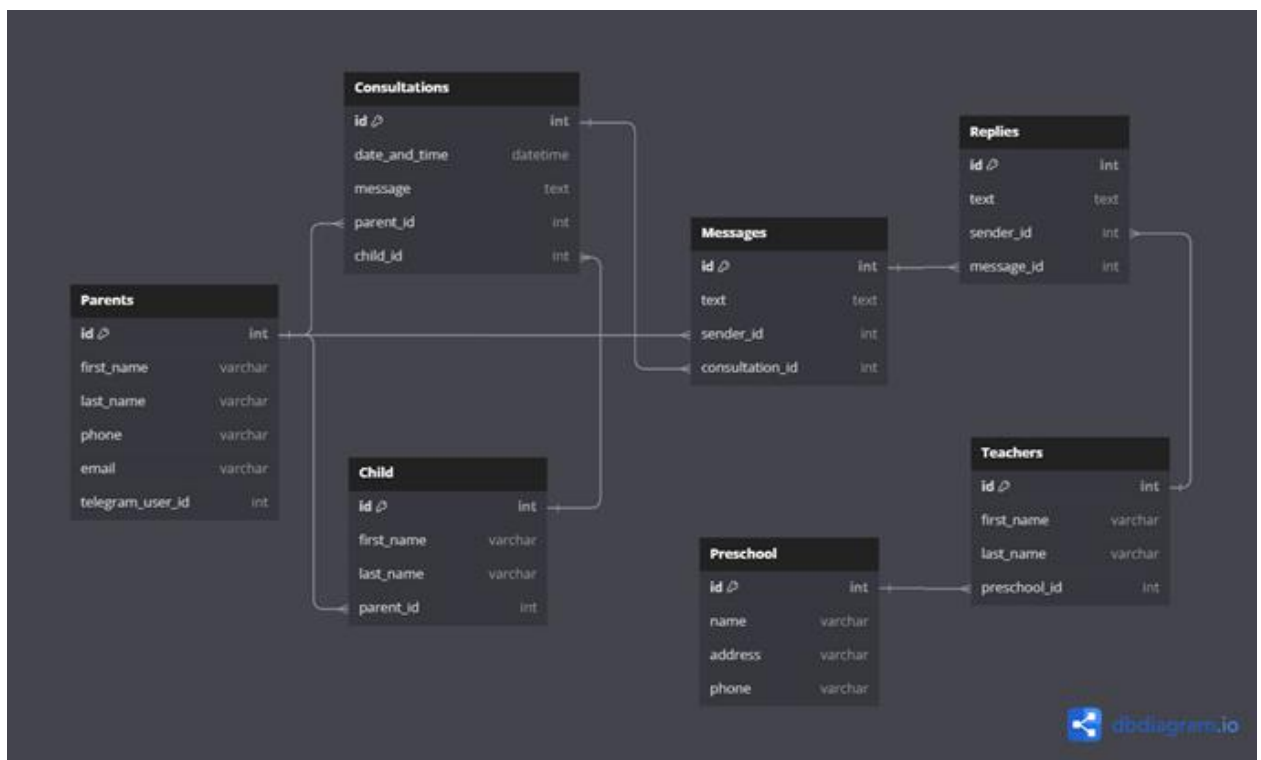 Consultations
id int
date_and_time datetime
message text
parent_id int
child_id int
Replies
id int
text text
sender_id int
message_id int
Messages
id int
text text
sender_id int
consultation_id int
Parents
id int
first_name varchar
last_name varchar
phone varchar
email varchar
telegram_user_id int
Child
id int
first_name varchar
last_name varchar
parent_id int
Teachers
id int
first_name varchar
last_name varchar
preschool_id int
Preschool
id int
name varchar
address varchar
phone varchar
dbdiagram.io